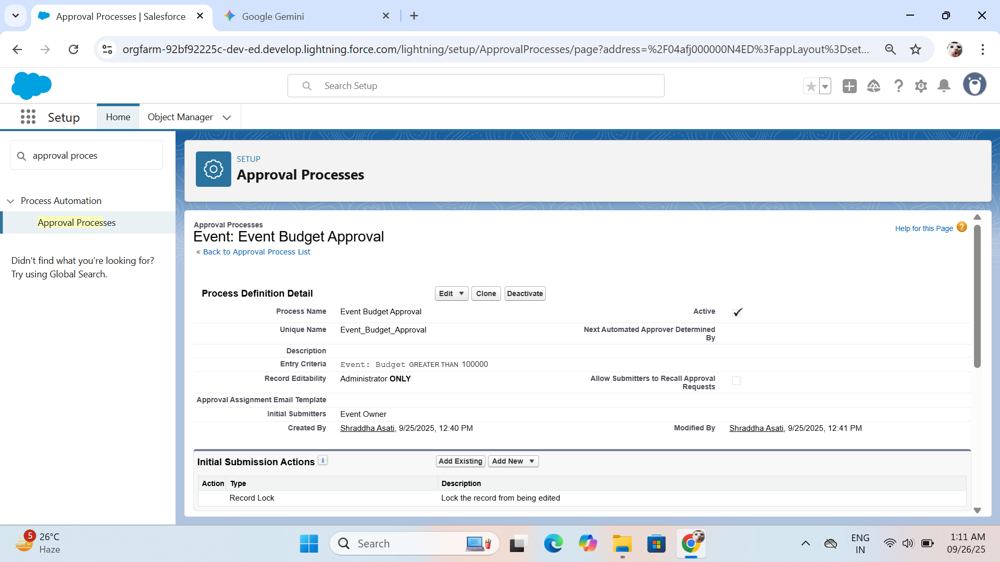 Approval Processes | Salesforce
Google Gemini
orgfarm-92bf92225c-dev-ed.develop.lightning.force.com/lightning/setup/ApprovalProcesses/page?address=%2F04afj000000N4ED%3FappLayout%3Dset...
Search Setup
Setup
Home
Object Manager
approval proces
Process Automation
Approval Processes
Didn't find what you're looking for?
Try using Global Search.
SETUP
Approval Processes
Approval Processes
Event: Event Budget Approval
« Back to Approval Process List
Help for this Page ?
Process Definition Detail
Edit
Clone
Deactivate
Process Name Event Budget Approval Active
Unique Name Event_Budget_Approval Next Automated Approver Determined By
Description
Entry Criteria Event: Budget GREATER THAN 100000
Record Editability Administrator ONLY Allow Submitters to Recall Approval Requests
Approval Assignment Email Template
Initial Submitters Event Owner
Created By Shraddha Asati, 9/25/2025, 12:40 PM Modified By Shraddha Asati, 9/25/2025, 12:41 PM
Initial Submission Actions i
Add Existing
Add New
Action Type Description
Record Lock Lock the record from being edited
5
26°C
Haze
Search
ENG
IN
1:11 AM
09/26/25